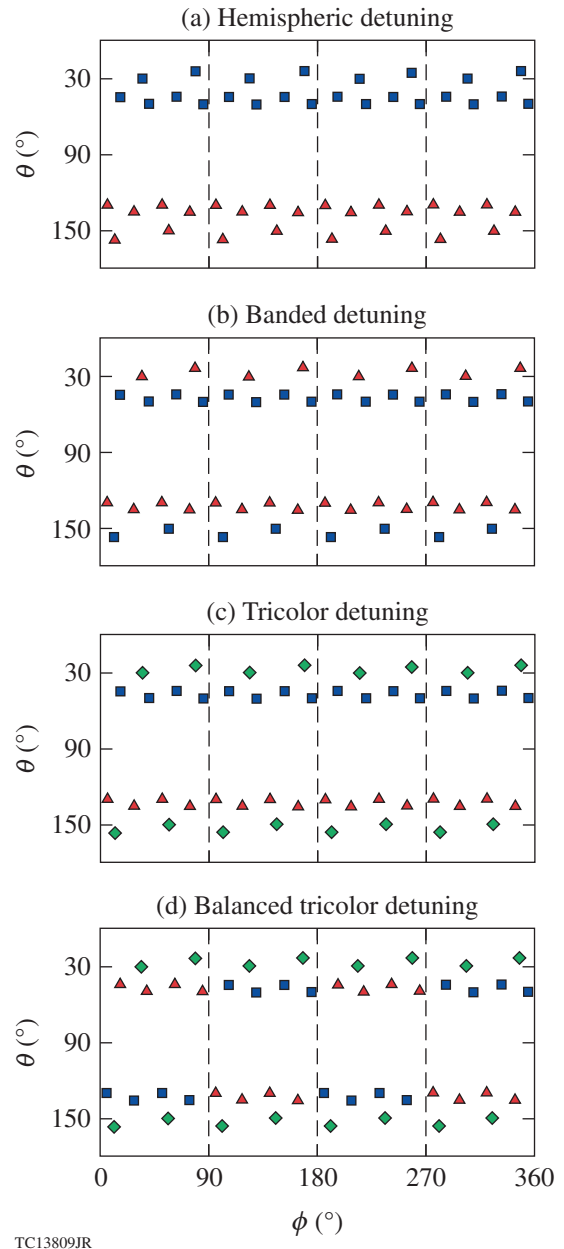 (a) Hemispheric detuning
30
90
150
θ (°)
(b) Banded detuning
30
90
150
θ (°)
(c) Tricolor detuning
30
90
150
θ (°)
(d) Balanced tricolor detuning
30
90
150
θ (°)
0 90 180 270 360
ϕ (°)
TC13809JR